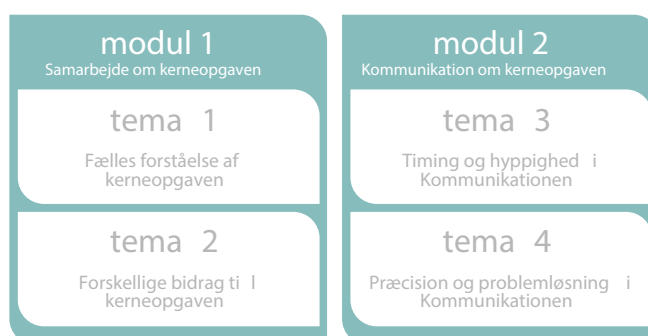 modul 1
Samarbejde om kerneopgaven
tema 1
Fælles forståelse af
kerneopgaven
tema 2
Forskellige bidrag ti l
kerneopgaven
modul 2
Kommunikation om kerneopgaven
tema 3
Timing og hyppighed i
Kommunikationen
tema 4
Præcision og problemløsning i
Kommunikationen